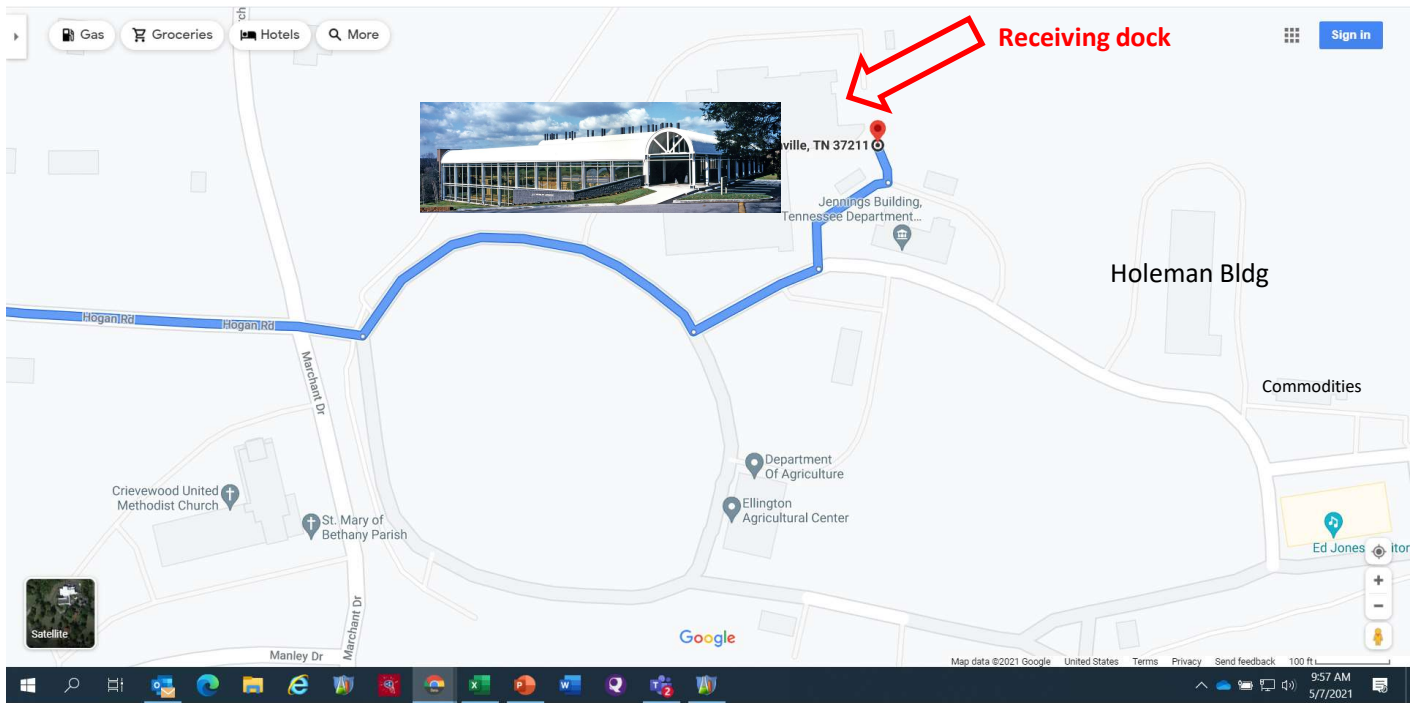 Gas
Groceries
Hotels
More
Receiving dock
Sign in
ville, TN 37211
Jennings Building,
Tennessee Department...
Holeman Bldg
Hogan Rd
Hogan Rd
Marchant Dr
Commodities
Department
Of Agriculture
Crievewood United
Methodist Church
St. Mary of
Bethany Parish
Ellington
Agricultural Center
Ed Jones
itor
Satellite
Marchant Dr
Manley Dr
Google
Map data ©2021 Google United States Terms Privacy Send feedback 100 ft
2
9:57 AM
5/7/2021